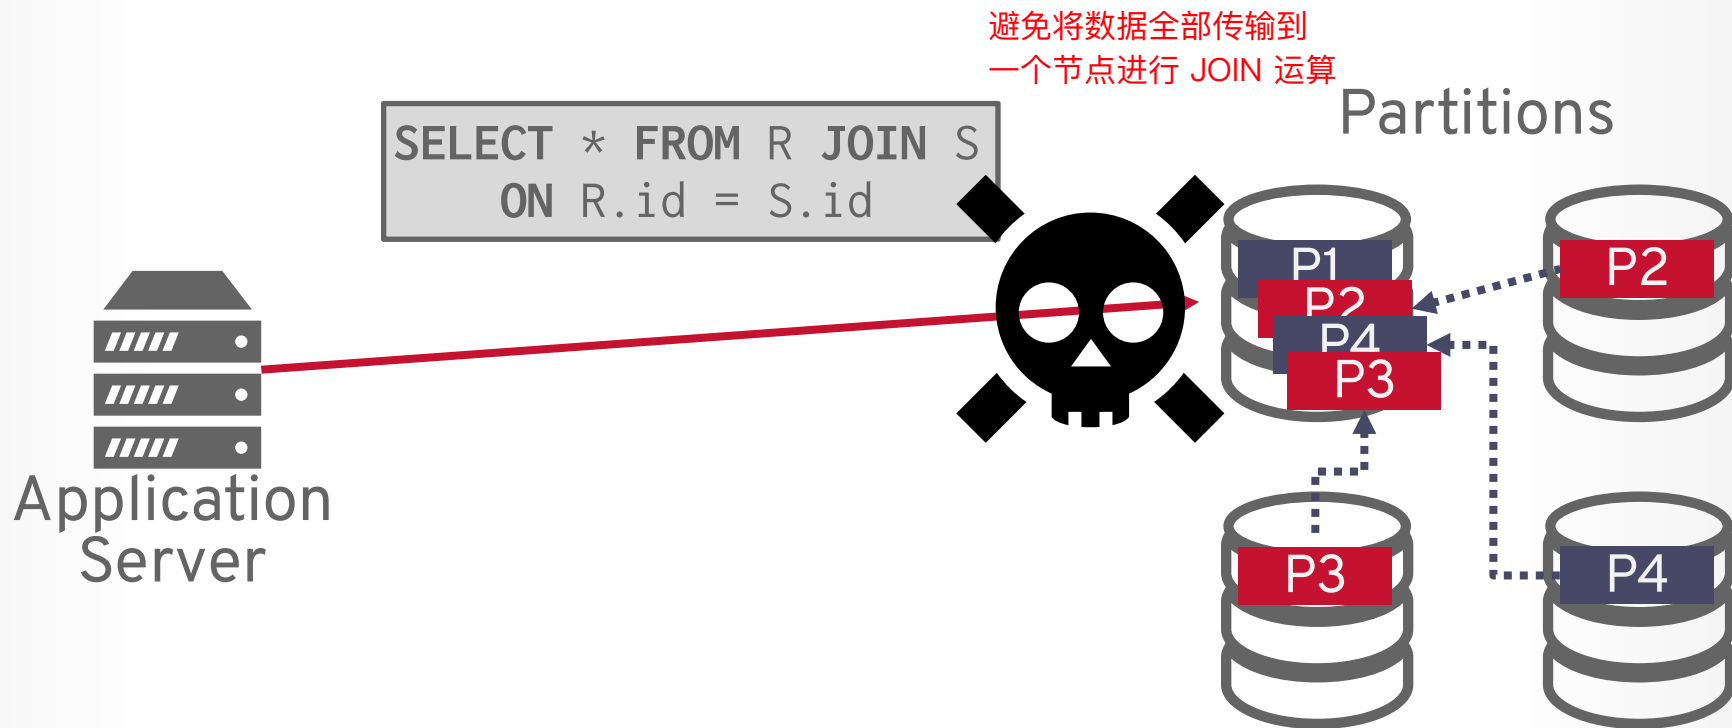 避免将数据全部传输到
一个节点进行 JOIN 运算
Partitions
SELECT * FROM R JOIN S
ON R.id = S.id
Application
Server
P1
P2
P4
P3
P2
P3
P4